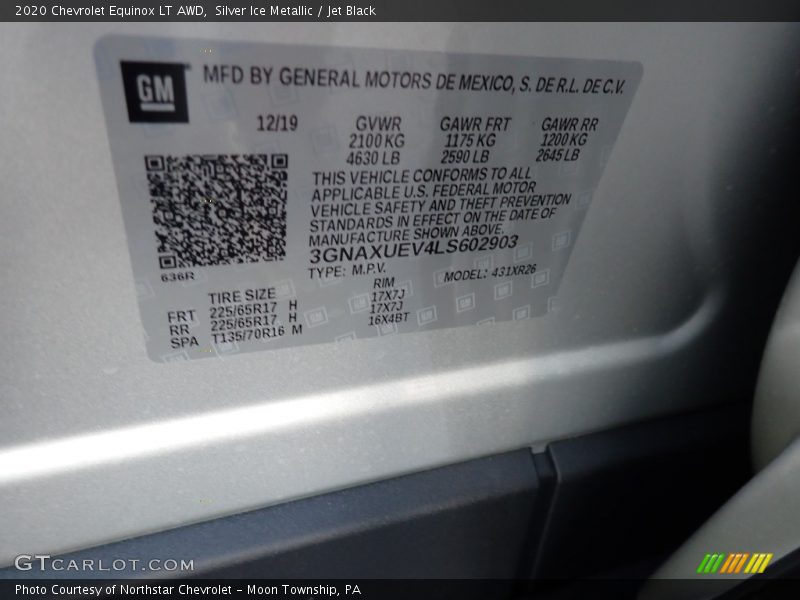 2020 Chevrolet Equinox LT AWD, Silver Ice Metallic / Jet Black
GM
MFD BY GENERAL MOTORS DE MEXICO, S. DE R.L. DE C.V.
12/19 GVWR GAWR FRT GAWR RR
2100 KG 1175 KG 1200 KG
4630 LB 2590 LB 2645 LB
THIS VEHICLE CONFORMS TO ALL
APPLICABLE U.S. FEDERAL MOTOR
VEHICLE SAFETY AND THEFT PREVENTION
STANDARDS IN EFFECT ON THE DATE OF
MANUFACTURE SHOWN ABOVE.
3GNAXUEV4LS602903
636R
TYPE: M.P.V. MODEL: 431XR26
TIRE SIZE RIM
FRT 225/65R17 H 17X7J
RR 225/65R17 H 17X7J
SPA T135/70R16 M 16X4BT
GTCARLOT.COM
Photo Courtesy of Northstar Chevrolet - Moon Township, PA